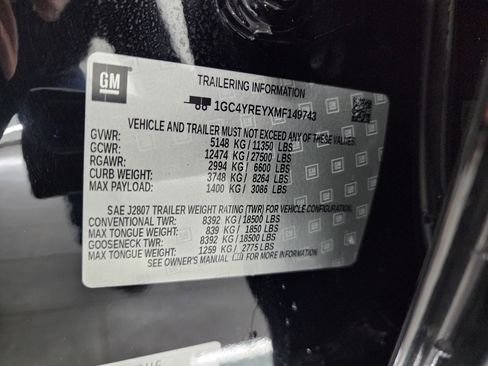 GM
TRAILERING INFORMATION
1GC4YREYXMF149743
VEHICLE AND TRAILER MUST NOT EXCEED ANY OF THESE VALUES
GVWR: 5148 KG/11350 LBS
GCWR: 12474 KG/27500 LBS
RGAWR: 2994 KG/ 6600 LBS
CURB WEIGHT: 3748 KG/ 8264 LBS
MAX PAYLOAD: 1400 KG/ 3086 LBS
SAE J2807 TRAILER WEIGHT RATING (TWR) FOR VEHICLE CONFIGURATION.
CONVENTIONAL TWR: 8392 KG/18500 LBS
MAX TONGUE WEIGHT: 839 KG/ 1850 LBS
GOOSENECK TWR: 8392 KG/18500 LBS
MAX TONGUE WEIGHT: 1259 KG/ 2775 LBS
SEE OWNER'S MANUAL FOR MORE INFORMATION.